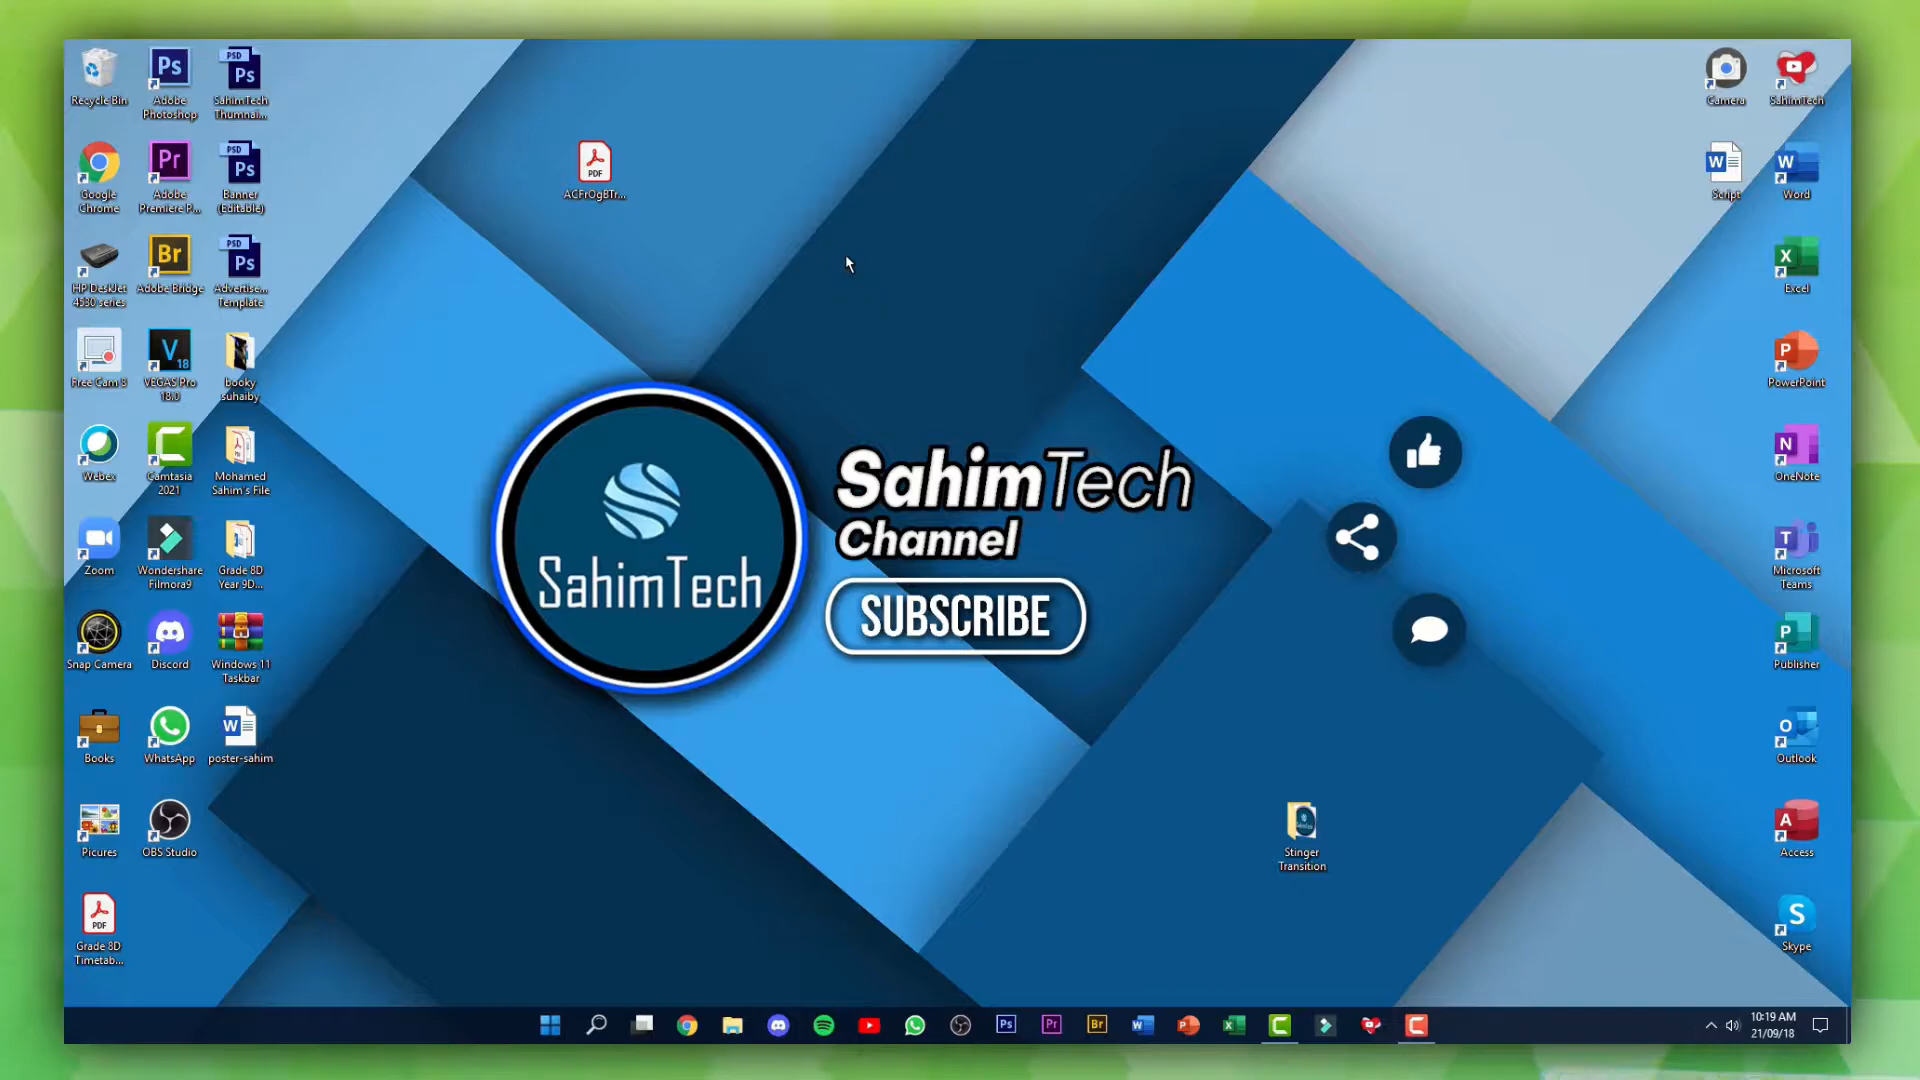 Recycle Bin
Adobe
Photoshop
SahimTech
Thumnai...
Google
Chrome
Adobe
Premiere P...
Banner
(Editable)
HP DeskJet
4530 series
Adobe Bridge
Advertise...
Template
Free Cam 8
VEGAS Pro
18.0
booky
suhaiby
Webex
Camtasia
2021
Mohamed
Sahim's File
Zoom
Wondershare
Filmora9
Grade 8D
Year 9D...
Snap Camera
Discord
Windows 11
Taskbar
Books
WhatsApp
poster-sahim
Picures
OBS Studio
Grade 8D
Timetab...
PDF
ACFrOgBTr...
SahimTech
SahimTech
Channel
SUBSCRIBE
Stinger
Transition
Camera
SahimTech
Script
Word
Excel
PowerPoint
OneNote
Microsoft
Teams
Publisher
Outlook
Access
Skype
10:19 AM
21/09/18